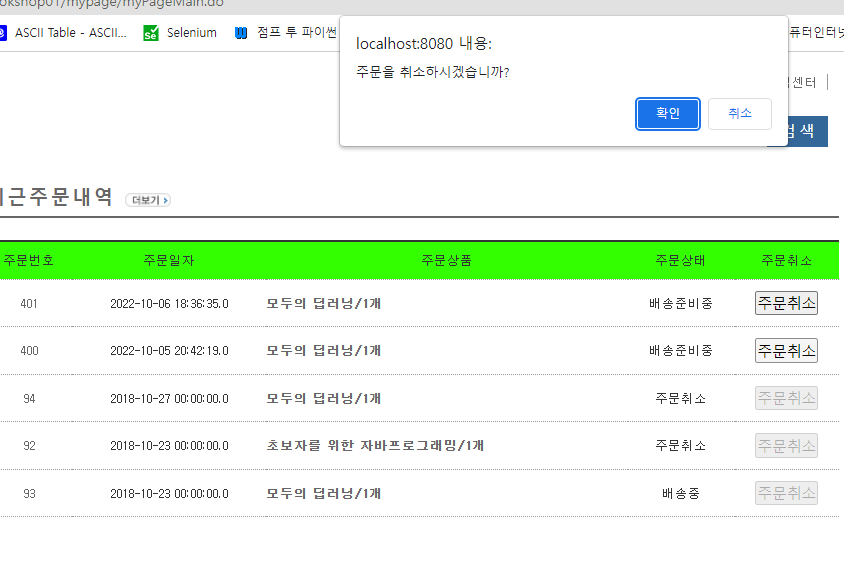 okshop01/mypage/myPageMain.do
ASCII Table - ASCII... Selenium 점프 투 파이썬 퓨터인터넷
localhost:8080 내용:
주문을 취소하시겠습니까?
확인 취소
센터 |
검 색
최근주문내역 더보기
주문번호 주문일자 주문상품 주문상태 주문취소
401 2022-10-06 18:36:35.0 모두의 딥러닝/1개 배송준비중 주문취소
400 2022-10-05 20:42:19.0 모두의 딥러닝/1개 배송준비중 주문취소
94 2018-10-27 00:00:00.0 모두의 딥러닝/1개 주문취소 주문취소
92 2018-10-23 00:00:00.0 초보자를 위한 자바프로그래밍/1개 주문취소 주문취소
93 2018-10-23 00:00:00.0 모두의 딥러닝/1개 배송중 주문취소